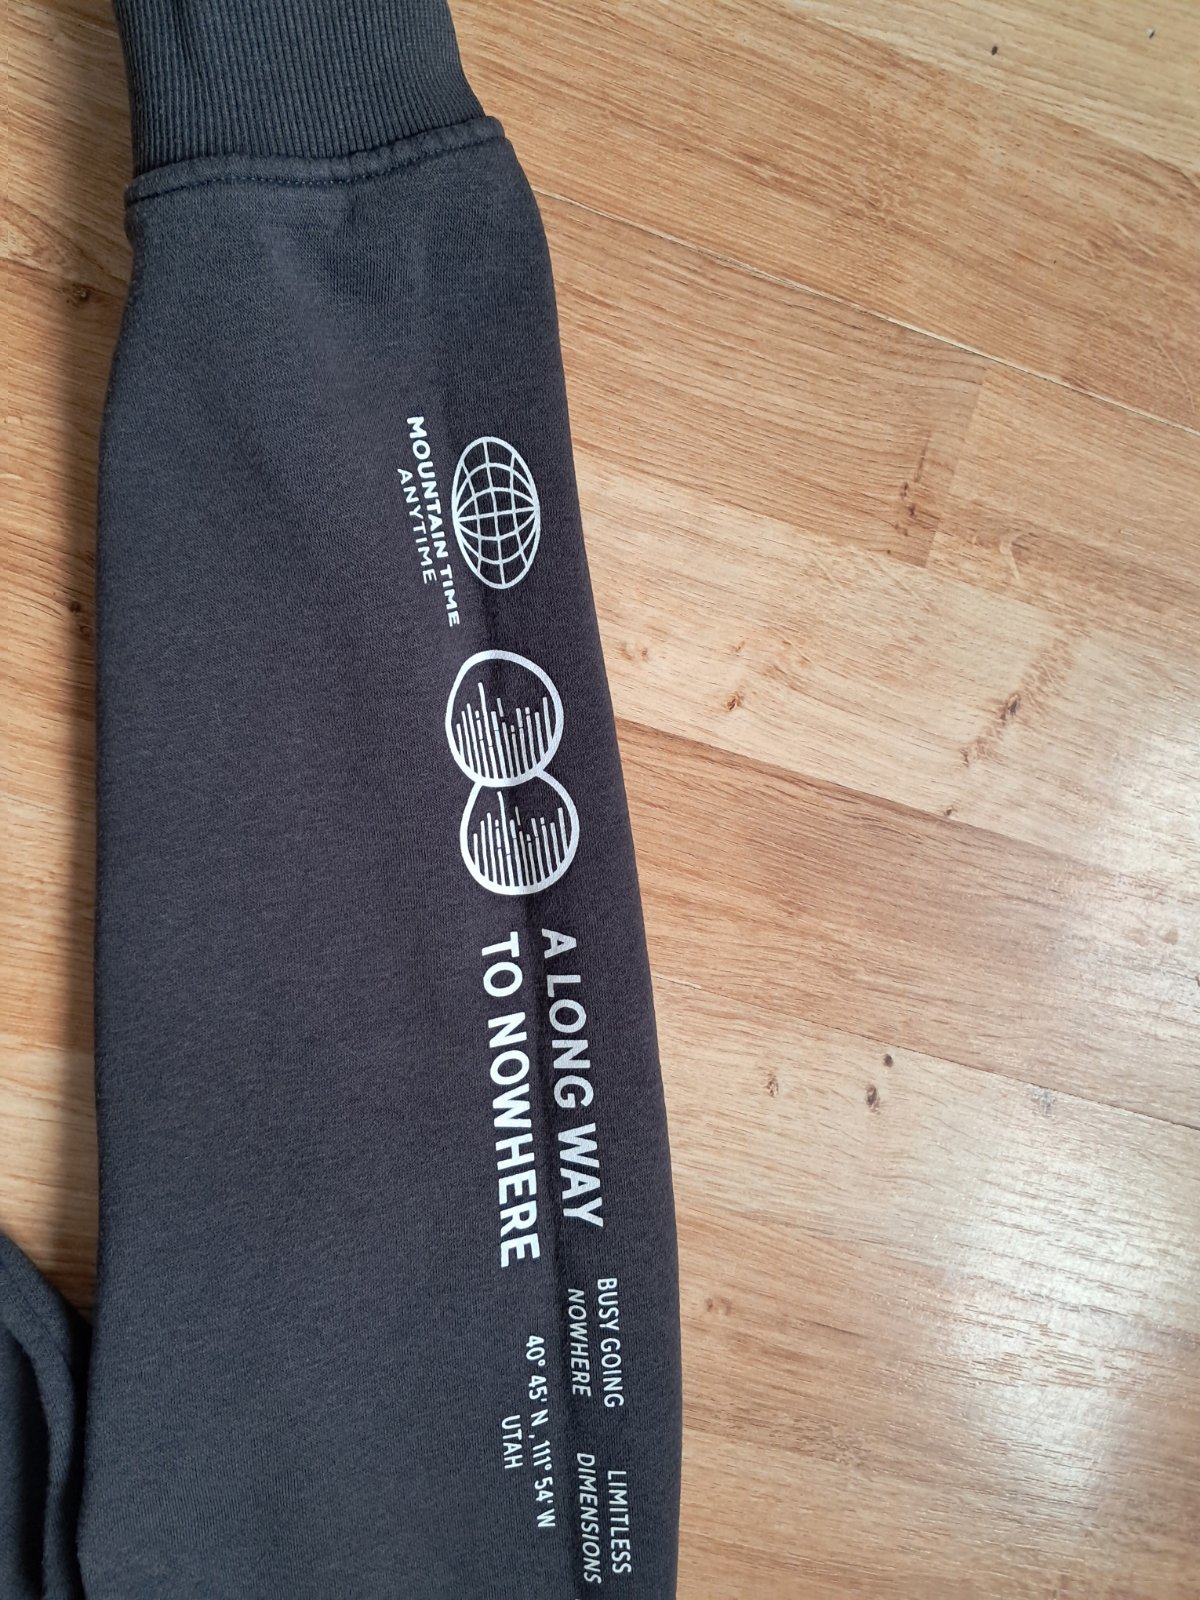 MOUNTAIN TIME
ANYTIME
A LONG WAY
TO NOWHERE
BUSY GOING
NOWHERE
40° 45' N, 111° 54' W
UTAH
LIMITLESS
DIMENSIONS